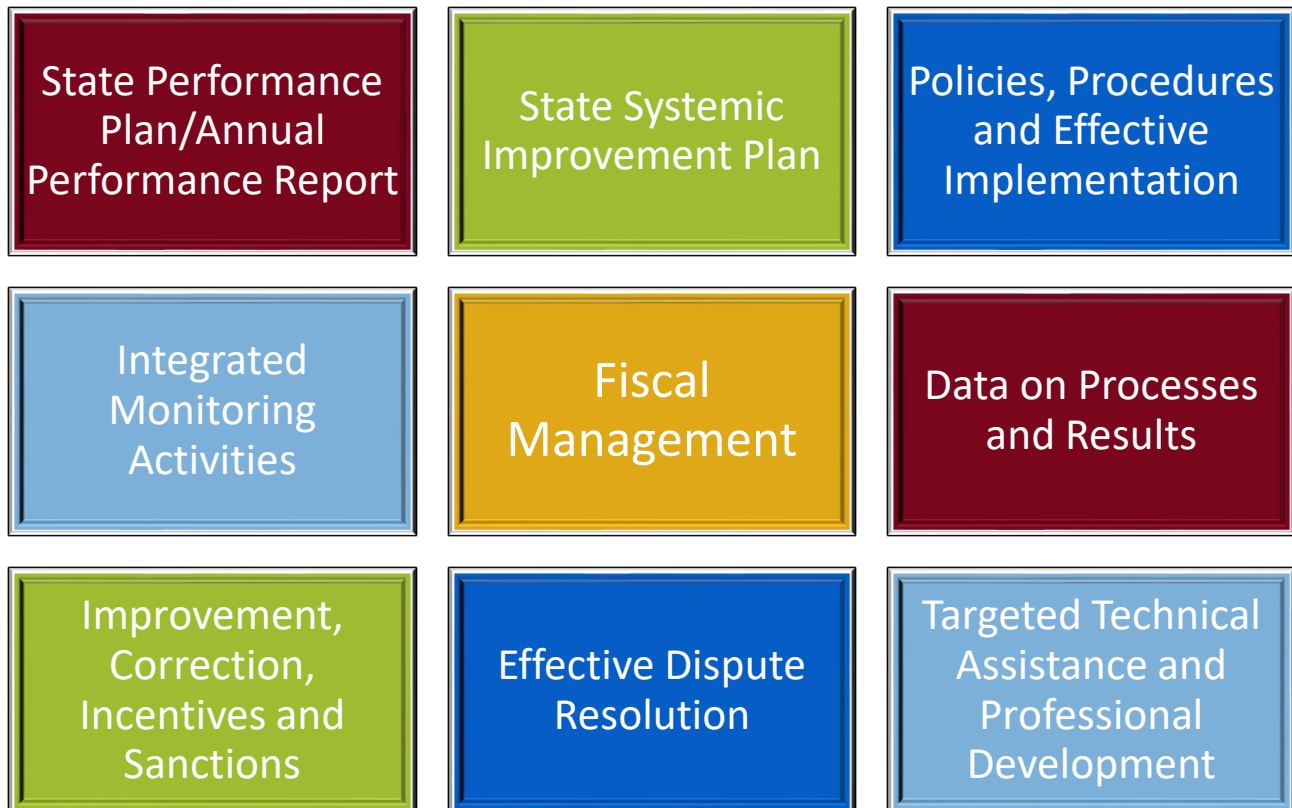 State Performance
Plan/Annual
Performance Report
State Systemic
Improvement Plan
Policies, Procedures
and Effective
Implementation
Integrated
Monitoring
Activities
Fiscal
Management
Data on Processes
and Results
Improvement,
Correction,
Incentives and
Sanctions
Effective Dispute
Resolution
Targeted Technical
Assistance and
Professional
Development